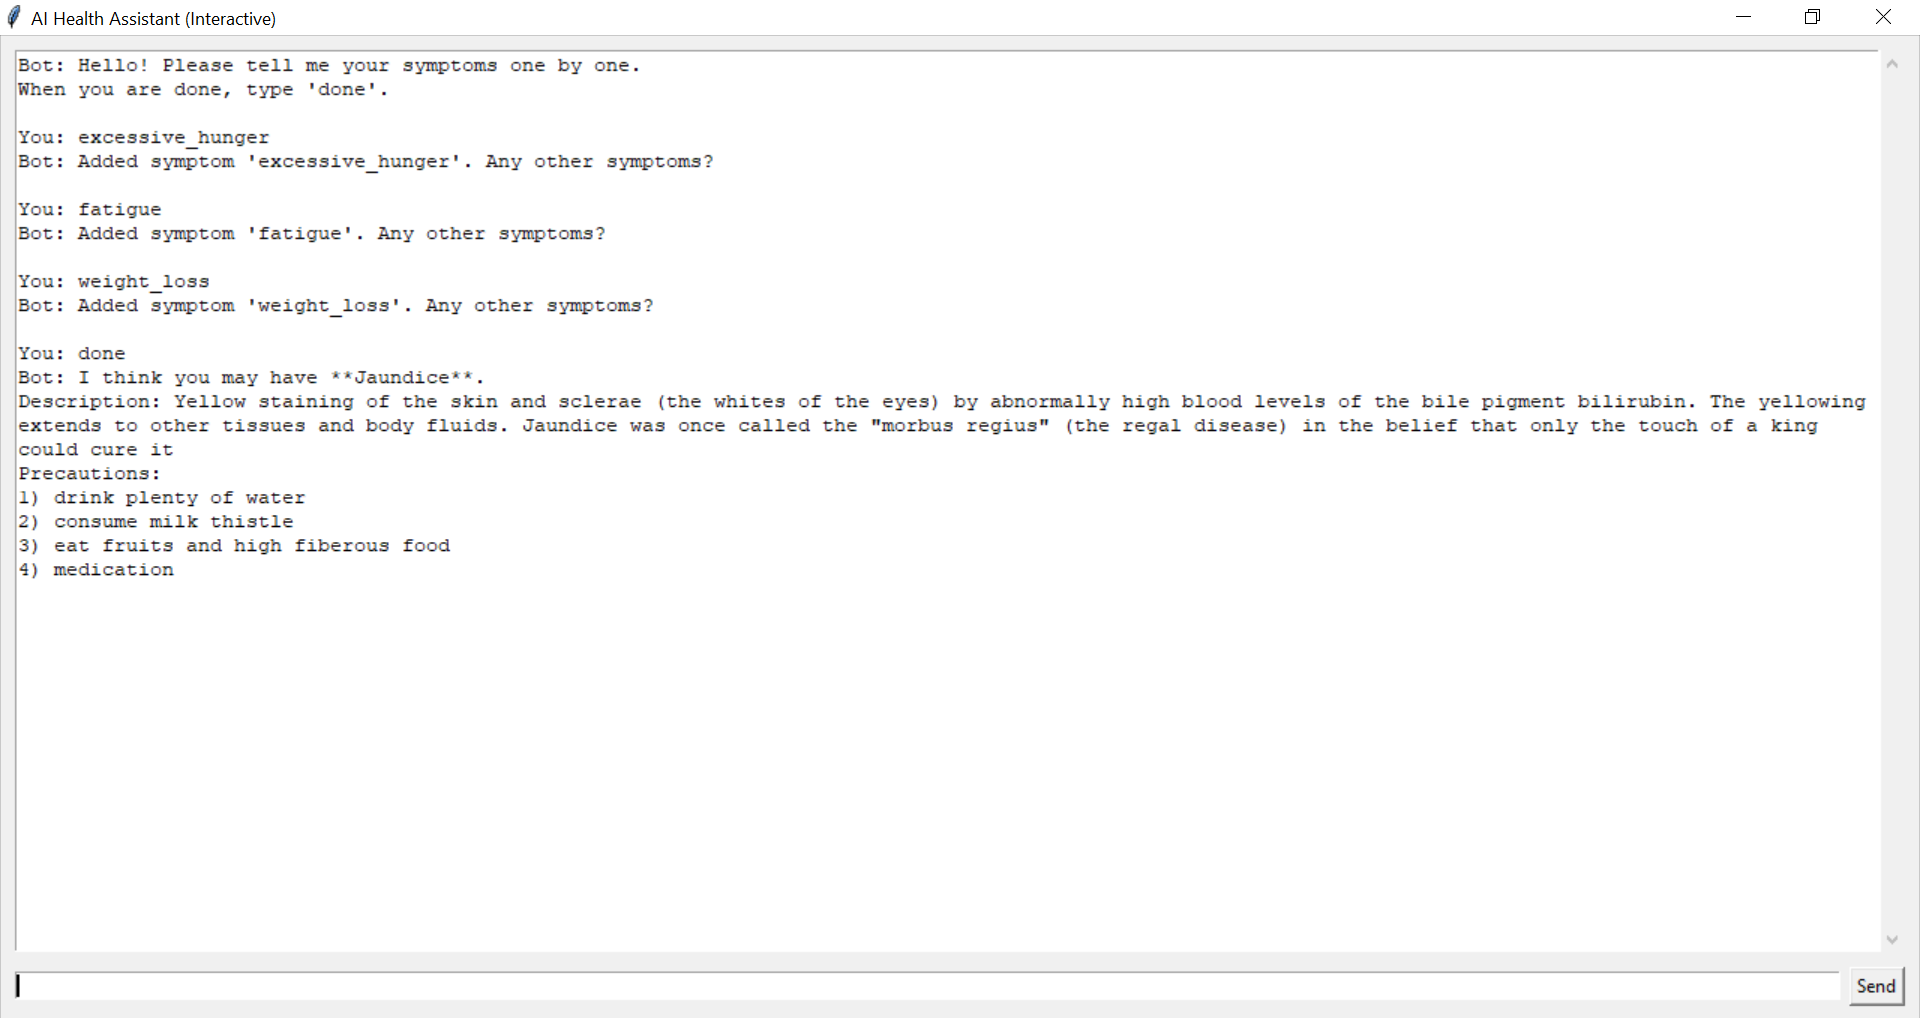 AI Health Assistant (Interactive)
Bot: Hello! Please tell me your symptoms one by one.
When you are done, type 'done'.
You: excessive_hunger
Bot: Added symptom 'excessive_hunger'. Any other symptoms?
You: fatigue
Bot: Added symptom 'fatigue'. Any other symptoms?
You: weight_loss
Bot: Added symptom 'weight_loss'. Any other symptoms?
You: done
Bot: I think you may have **Jaundice**.
Description: Yellow staining of the skin and sclerae (the whites of the eyes) by abnormally high blood levels of the bile pigment bilirubin. The yellowing
extends to other tissues and body fluids. Jaundice was once called the "morbus regius" (the regal disease) in the belief that only the touch of a king
could cure it
Precautions:
1) drink plenty of water
2) consume milk thistle
3) eat fruits and high fiberous food
4) medication
Send